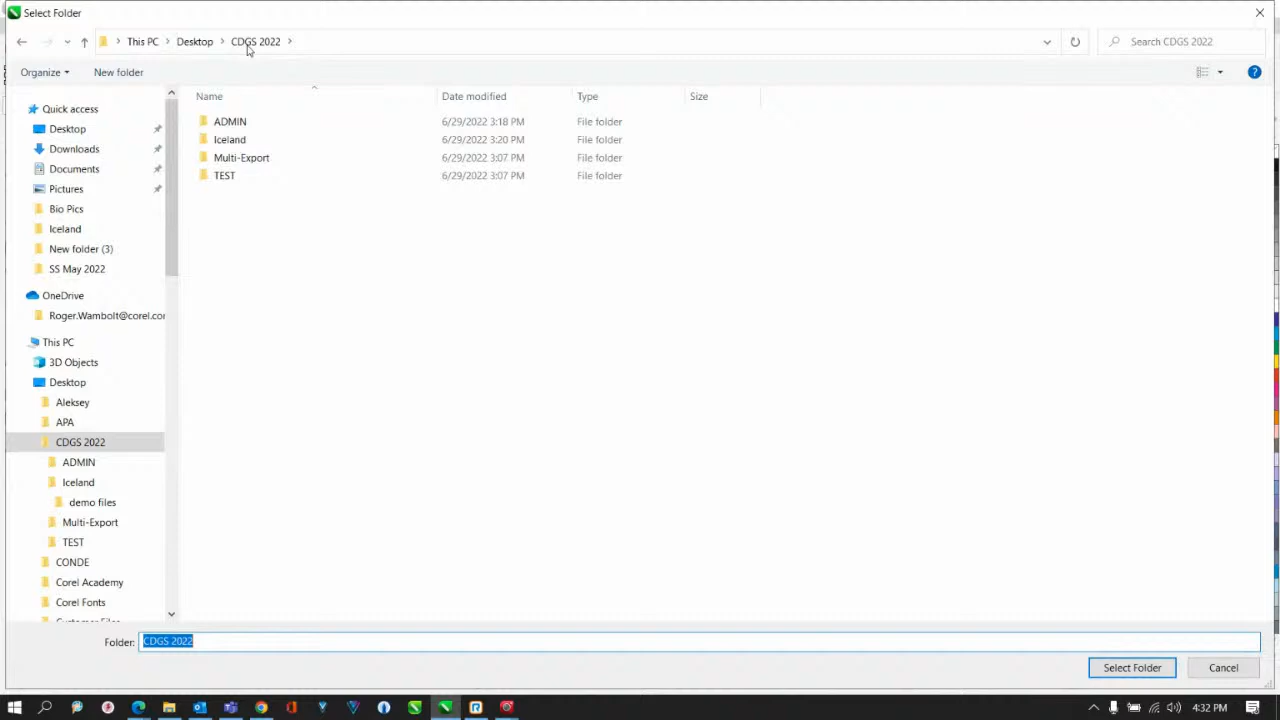 Select Folder
This PC
Desktop
CDGS 2022
Search CDGS 2022
Organize
New folder
Name
Date modified
Type
Size
ADMIN 6/29/2022 3:18 PM File folder
Iceland 6/29/2022 3:20 PM File folder
Multi-Export 6/29/2022 3:07 PM File folder
TEST 6/29/2022 3:07 PM File folder
Quick access
Desktop
Downloads
Documents
Pictures
Bio Pics
Iceland
New folder (3)
SS May 2022
OneDrive
Roger.Wambolt@corel.cor
This PC
3D Objects
Desktop
Aleksey
APA
CDGS 2022
ADMIN
Iceland
demo files
Multi-Export
TEST
CONDE
Corel Academy
Corel Fonts
Folder: CDGS 2022
Select Folder
Cancel
4:32 PM